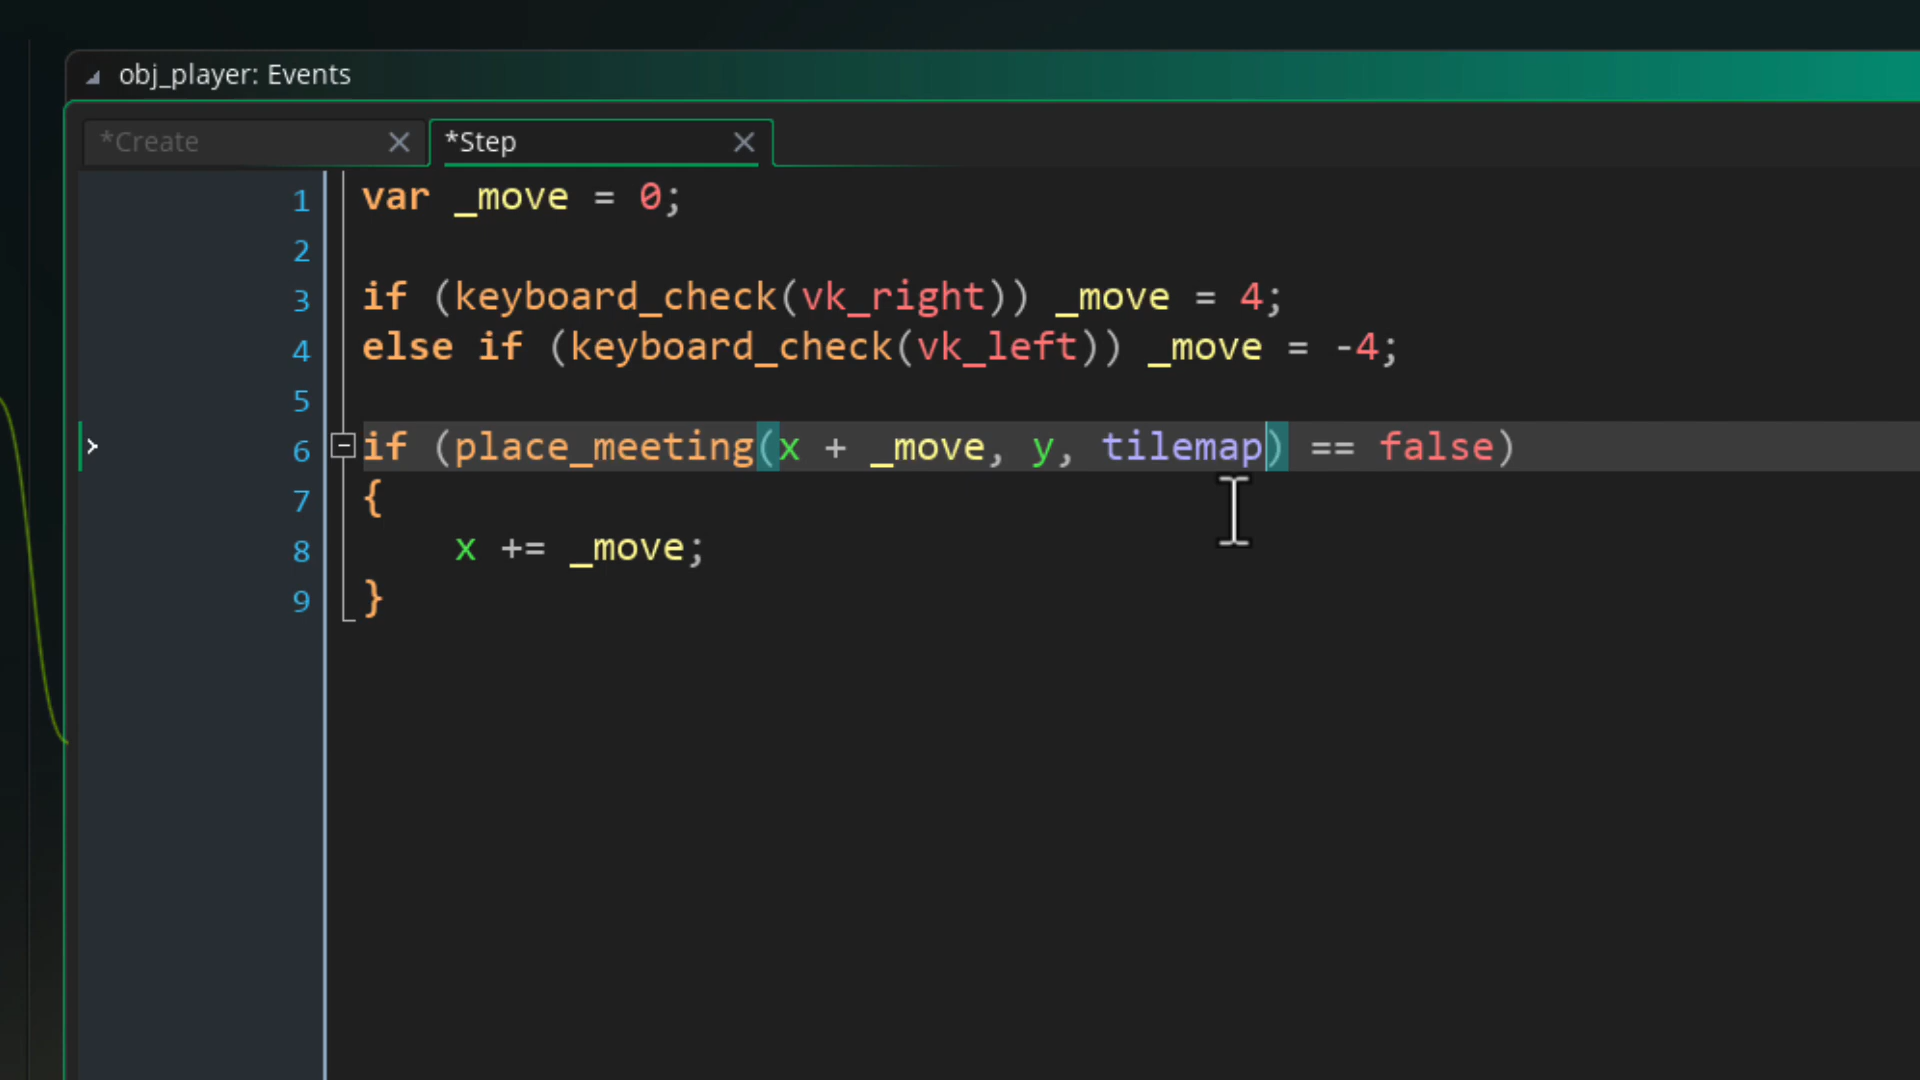 obj_player: Events
*Create
*Step
1 var _move = 0;
2
3 if (keyboard_check(vk_right)) _move = 4;
4 else if (keyboard_check(vk_left)) _move = -4;
5
6 if (place_meeting(x + _move, y, tilemap) == false)
7 {
8     x += _move;
9 }